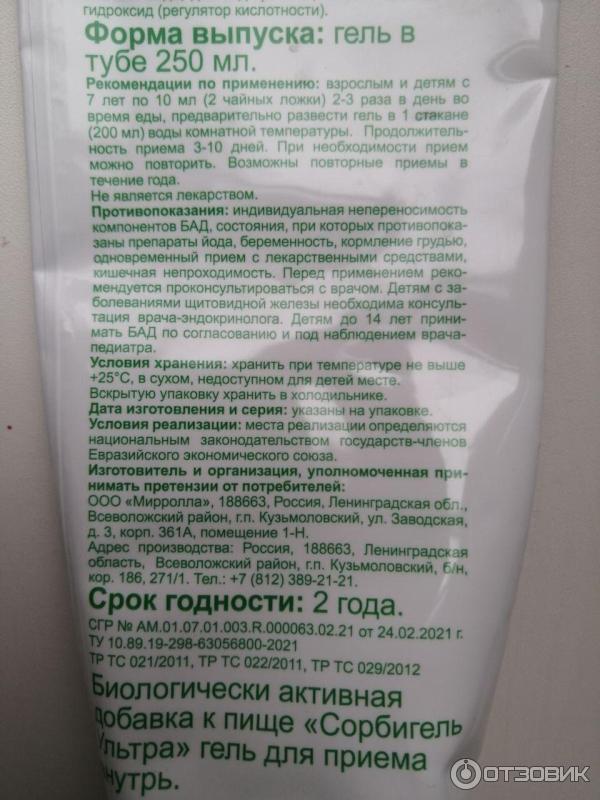 гидроксид (регулятор кислотности).
Форма выпуска: гель в
тубе 250 мл.
Рекомендации по применению: взрослым и детям с
7 лет по 10 мл (2 чайных ложки) 2-3 раза в день во
время еды, предварительно развести гель в 1 стакане
(200 мл) воды комнатной температуры. Продолжитель-
ность приема 3-10 дней. При необходимости прием
можно повторить. Возможны повторные приемы в
течение года.
Не является лекарством.
Противопоказания: индивидуальная непереносимость
компонентов БАД, состояния, при которых противопока-
заны препараты йода, беременность, кормление грудью,
одновременный прием с лекарственными средствами,
кишечная непроходимость. Перед применением реко-
мендуется проконсультироваться с врачом. Детям с за-
болеваниями щитовидной железы необходима консуль-
тация врача-эндокринолога. Детям до 14 лет прини-
мать БАД по согласованию и под наблюдением врача-
педиатра.
Условия хранения: хранить при температуре не выше
+25°С, в сухом, недоступном для детей месте.
Вскрытую упаковку хранить в холодильнике.
Дата изготовления и серия: указаны на упаковке.
Условия реализации: места реализации определяются
национальным законодательством государств-членов
Евразийского экономического союза.
Изготовитель и организация, уполномоченная при-
нимать претензии от потребителей:
ООО «Мирролла», 188663, Россия, Ленинградская обл.,
Всеволожский район, г.п. Кузьмоловский, ул. Заводская,
д. 3, корп. 361А, помещение 1-Н.
Адрес производства: Россия, 188663, Ленинградская
область, Всеволожский район, г.п. Кузьмоловский, б/н,
кор. 186, 271/1. Тел.: +7 (812) 389-21-21.
Срок годности: 2 года.
СГР № AM.01.07.01.003.R.000063.02.21 от 24.02.2021 г.
ТУ 10.89.19-298-63056800-2021
ТР ТС 021/2011, ТР ТС 022/2011, ТР ТС 029/2012
Биологически активная
добавка к пище «Сорбигель
Ультра» гель для приема
внутрь.
ОТЗОВИК